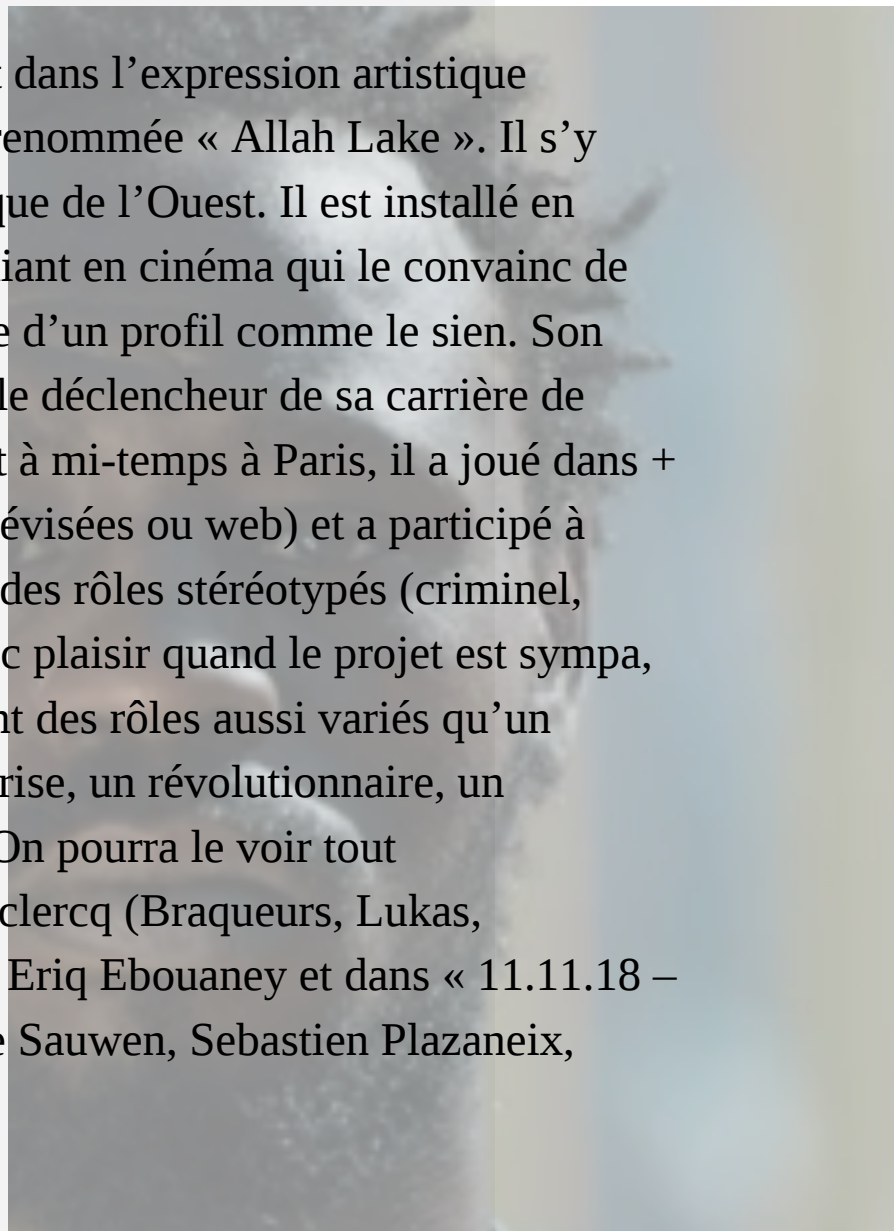 dans l’expression artistique
renommée « Allah Lake ». Il s’y
que de l’Ouest. Il est installé en
iant en cinéma qui le convainc de
e d’un profil comme le sien. Son
le déclencheur de sa carrière de
t à mi-temps à Paris, il a joué dans +
évisées ou web) et a participé à
des rôles stéréotypés (criminel,
c plaisir quand le projet est sympa,
nt des rôles aussi variés qu’un
rise, un révolutionnaire, un
On pourra le voir tout
clercq (Braqueurs, Lukas,
Eriq Ebouaney et dans « 11.11.18 –
e Sauwen, Sebastien Plazaneix,